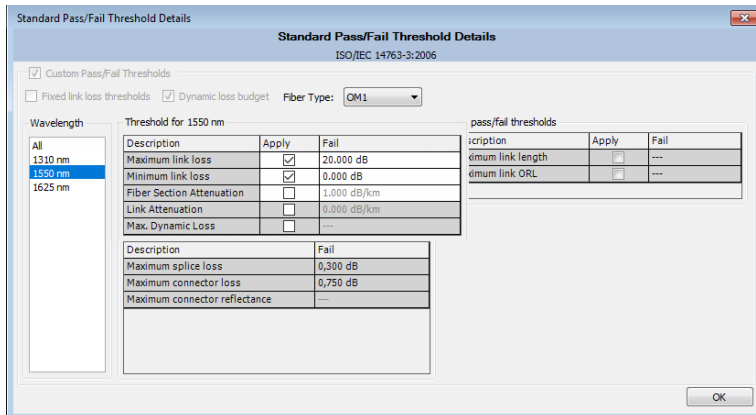 Standard Pass/Fail Threshold Details
Standard Pass/Fail Threshold Details
ISO/IEC 14763-3:2006
Custom Pass/Fail Thresholds
Fixed link loss thresholds Dynamic loss budget Fiber Type: OM1
Wavelength
All
1310 nm
1550 nm
1625 nm
Threshold for 1550 nm
Description Apply Fail
Maximum link loss 20.000 dB
Minimum link loss 0.000 dB
Fiber Section Attenuation 1.000 dB/km
Link Attenuation 0.000 dB/km
Max. Dynamic Loss ---
Description Fail
Maximum splice loss 0,300 dB
Maximum connector loss 0,750 dB
Maximum connector reflectance ---
pass/fail thresholds
scription Apply Fail
ximum link length ---
ximum link ORL ---
OK